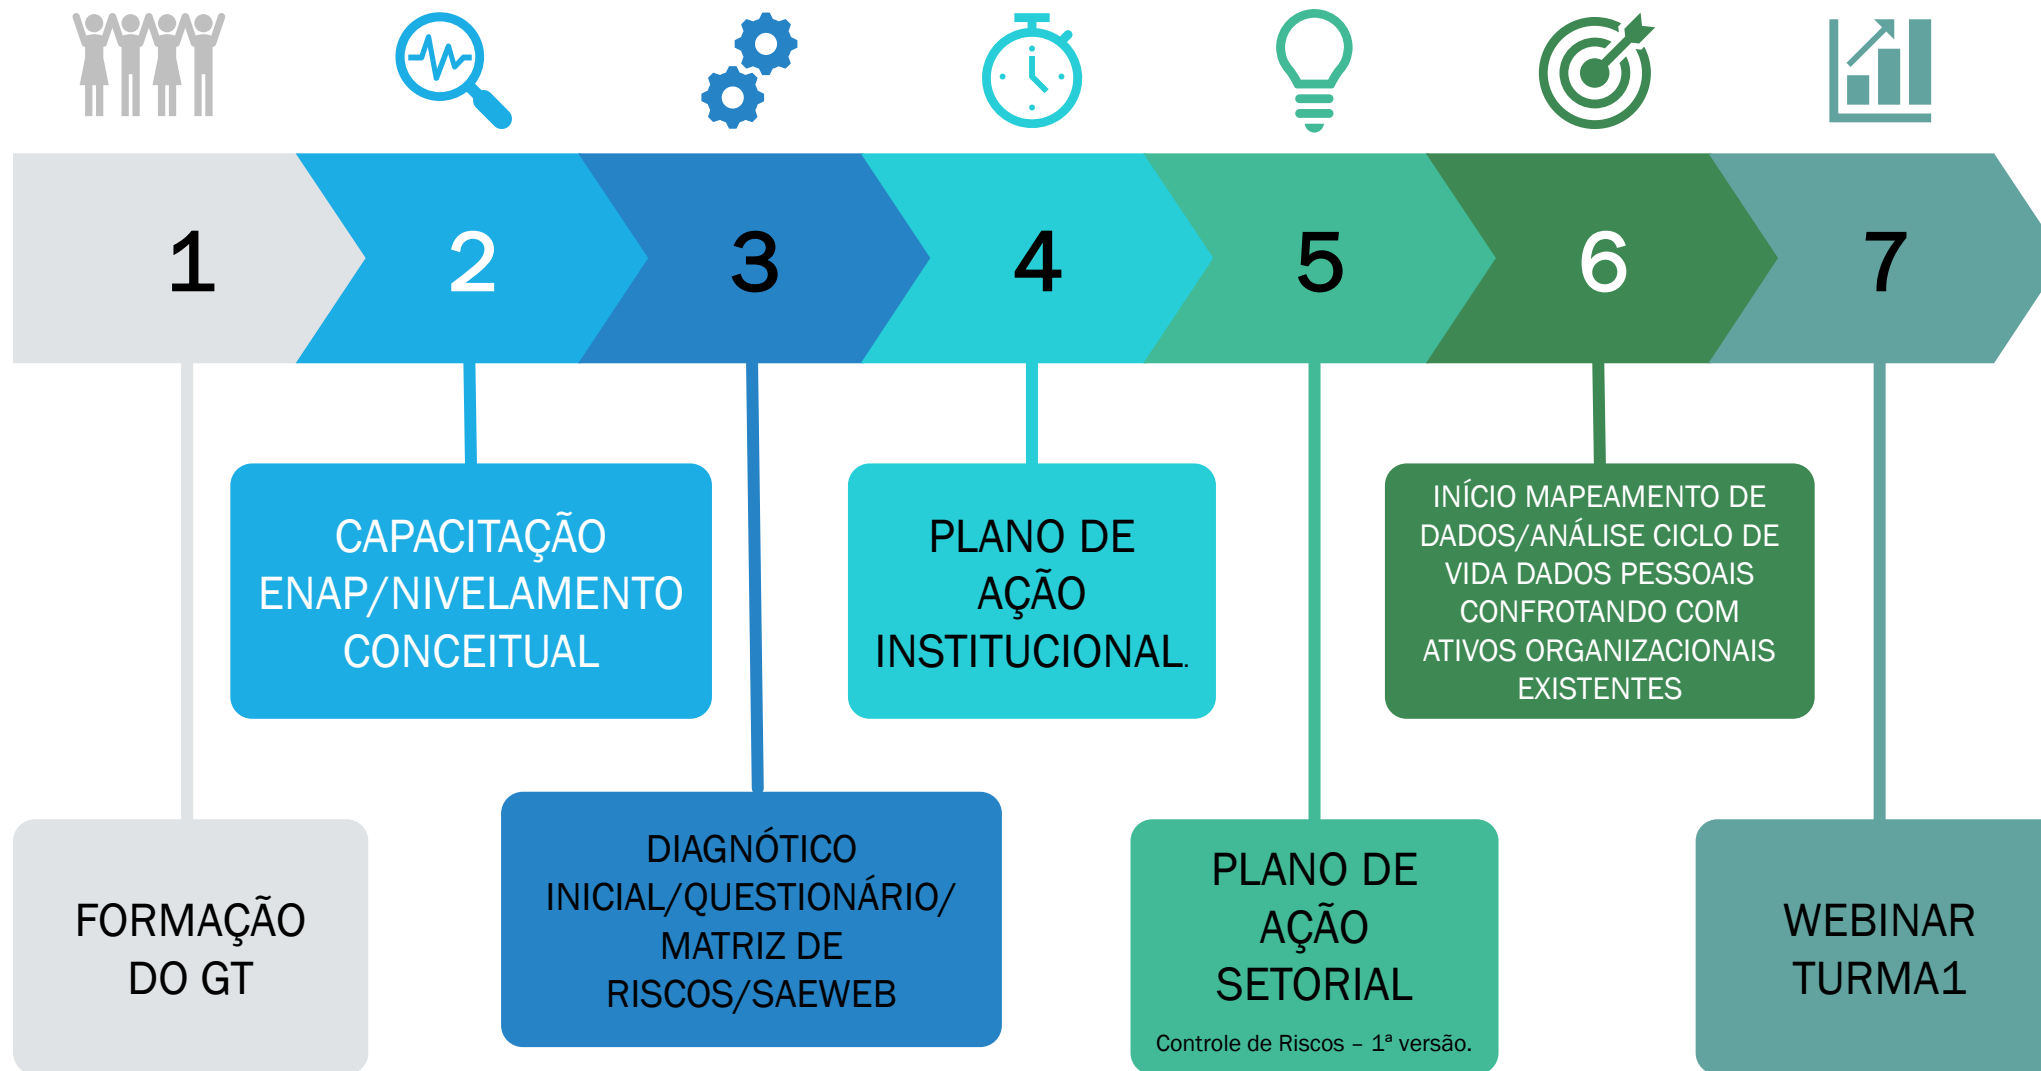 1
2
3
4
5
6
7
CAPACITAÇÃO
ENAP/NIVELAMENTO
CONCEITUAL
PLANO DE
AÇÃO
INSTITUCIONAL.
INÍCIO MAPEAMENTO DE
DADOS/ANÁLISE CICLO DE
VIDA DADOS PESSOAIS
CONFROTANDO COM
ATIVOS ORGANIZACIONAIS
EXISTENTES
FORMAÇÃO
DO GT
DIAGNÓTICO
INICIAL/QUESTIONÁRIO/
MATRIZ DE
RISCOS/SAEWEB
PLANO DE
AÇÃO
SETORIAL
Controle de Riscos – 1ª versão.
WEBINAR
TURMA1